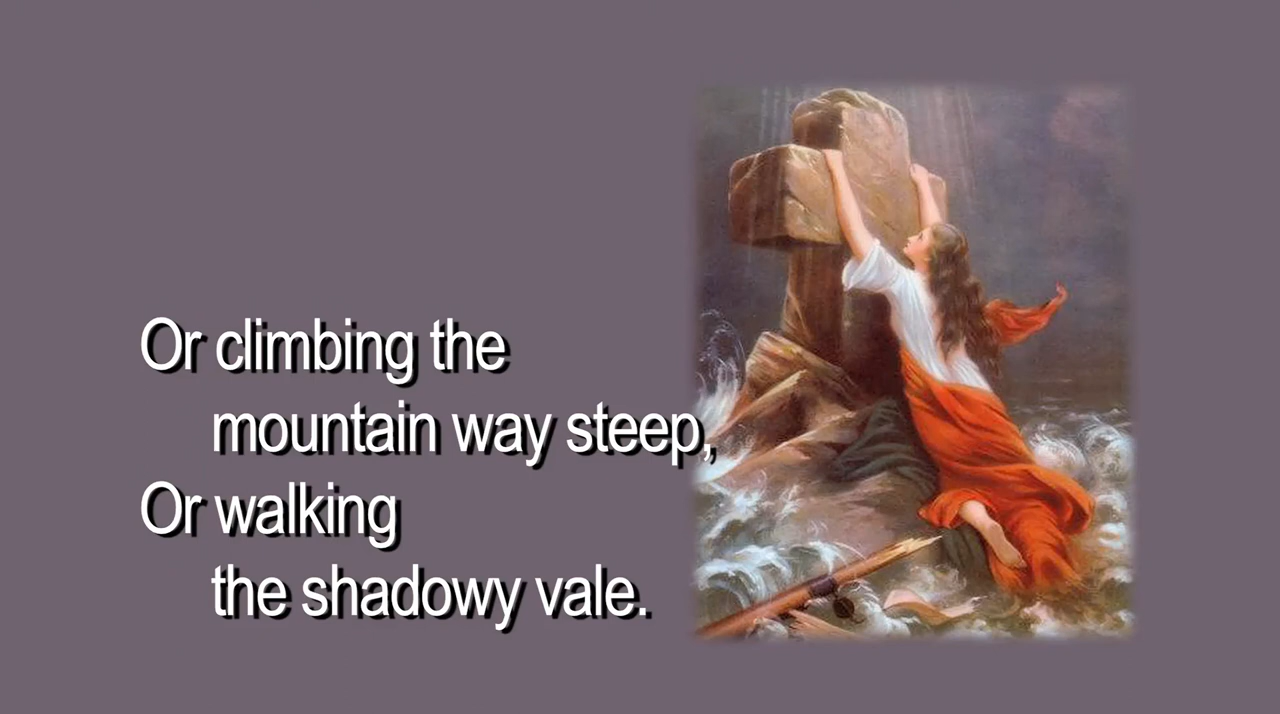 Or climbing the
mountain way steep,
Or walking
the shadowy vale.